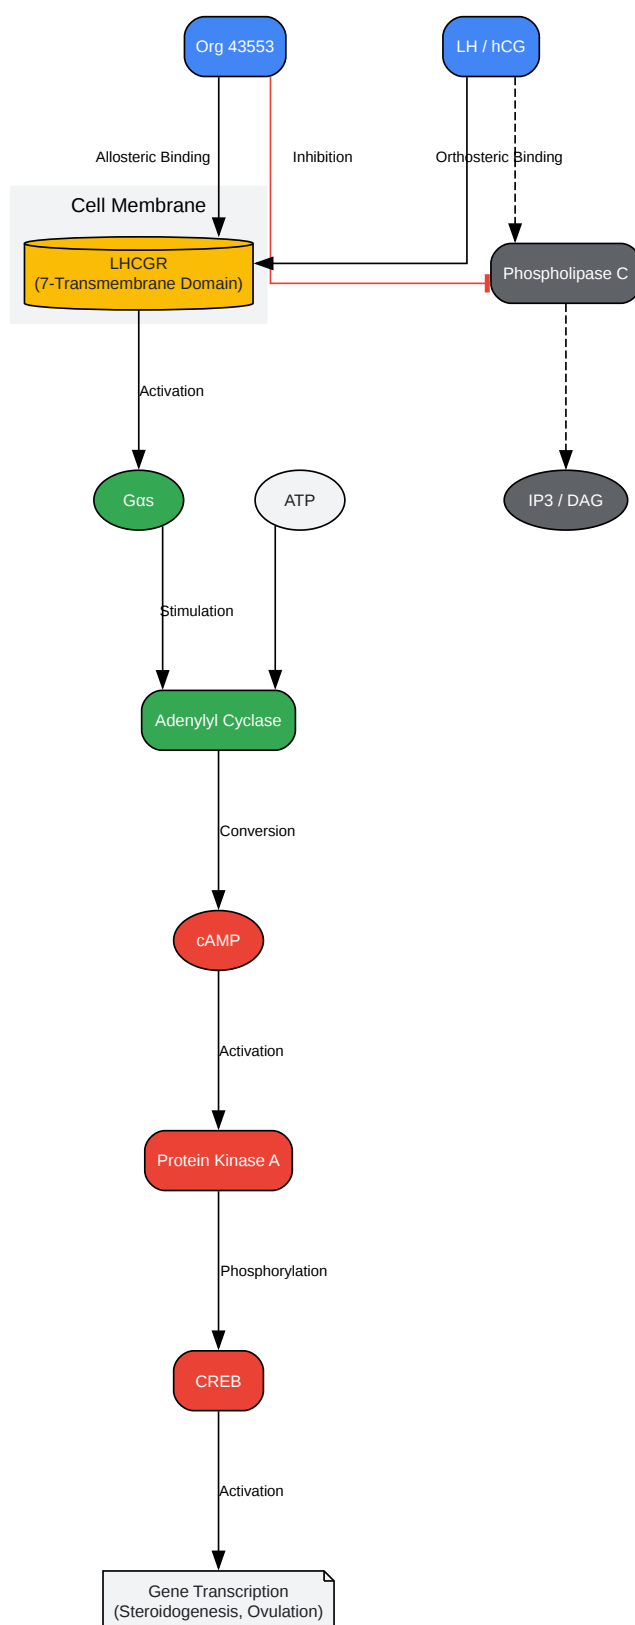 Org 43553
LH / hCG
Allosteric Binding
Inhibition
Orthosteric Binding
Cell Membrane
LHCGR
(7-Transmembrane Domain)
Phospholipase C
Activation
Gαs
ATP
IP3 / DAG
Stimulation
Adenylyl Cyclase
Conversion
cAMP
Activation
Protein Kinase A
Phosphorylation
CREB
Activation
Gene Transcription
(Steroidogenesis, Ovulation)